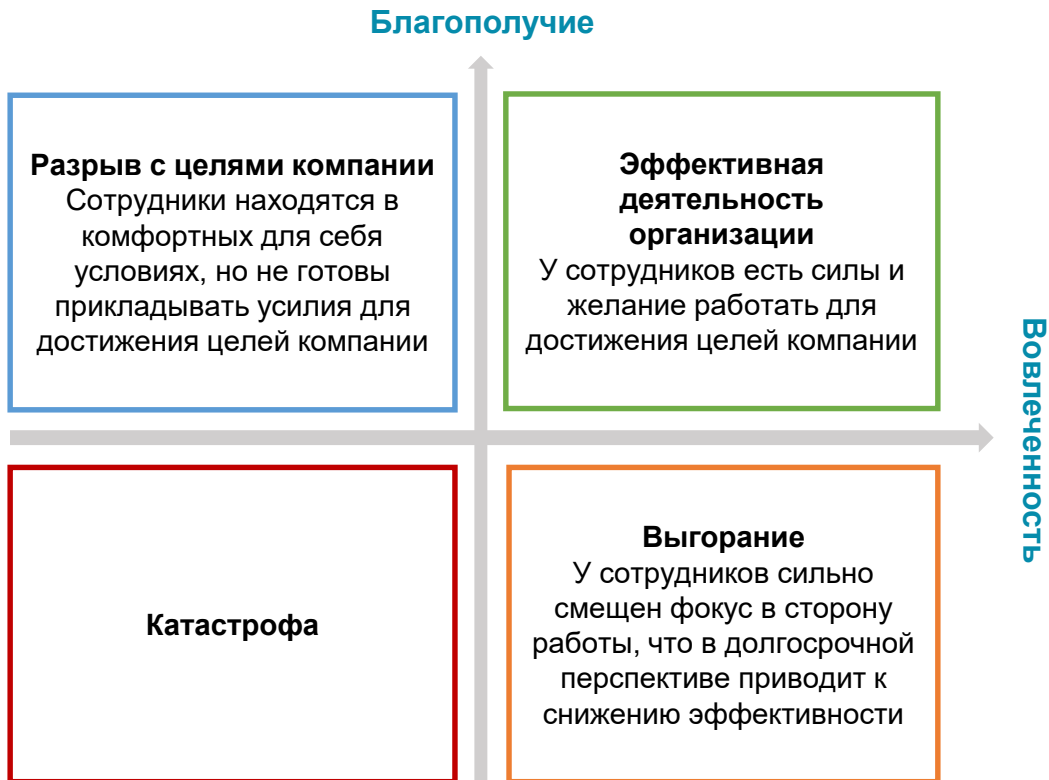 Благополучие
Разрыв с целями компании
Сотрудники находятся в
комфортных для себя
условиях, но не готовы
прикладывать усилия для
достижения целей компании
Эффективная
деятельность
организации
У сотрудников есть силы и
желание работать для
достижения целей компании
Вовлеченность
Катастрофа
Выгорание
У сотрудников сильно
смещен фокус в сторону
работы, что в долгосрочной
перспективе приводит к
снижению эффективности